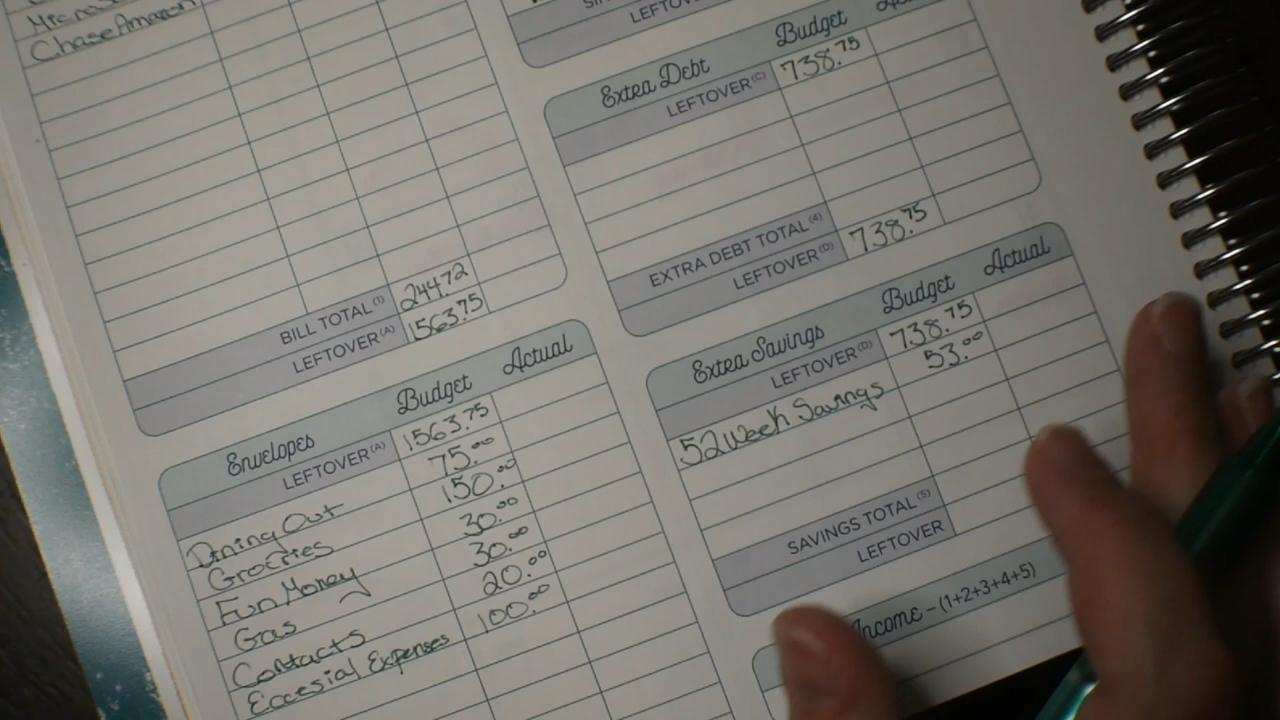 Chase Amazon
BILL TOTAL (1) 244.72
LEFTOVER (A) 1563.75
Envelopes Budget Actual
LEFTOVER (A) 1563.75
Dining Out 75.00
Groceries 150.00
Fun Money 30.00
Gas 30.00
Contacts 20.00
Eccesial Expenses 100.00
LEFTOVER
Extra Debt Budget
LEFTOVER (C) 738.75
EXTRA DEBT TOTAL (4)
LEFTOVER (D) 738.75
Extra Savings Budget Actual
LEFTOVER (D) 738.75
52 Week Savings 53.00
SAVINGS TOTAL (5)
LEFTOVER
Income - (1+2+3+4+5)